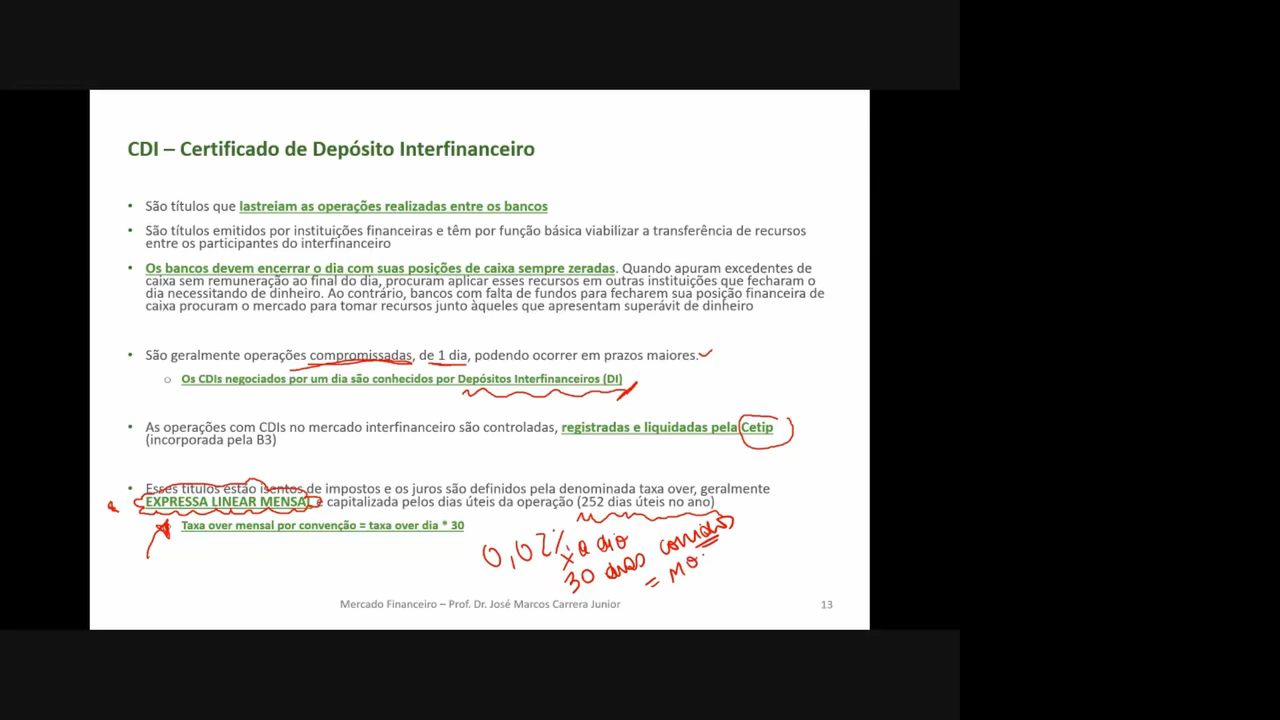 CDI – Certificado de Depósito Interfinanceiro
• São títulos que lastreiam as operações realizadas entre os bancos
• São títulos emitidos por instituições financeiras e têm por função básica viabilizar a transferência de recursos
entre os participantes do interfinanceiro
• Os bancos devem encerrar o dia com suas posições de caixa sempre zeradas. Quando apuram excedentes de
caixa sem remuneração ao final do dia, procuram aplicar esses recursos em outras instituições que fecharam o
dia necessitando de dinheiro. Ao contrário, bancos com falta de fundos para fecharem sua posição financeira de
caixa procuram o mercado para tomar recursos junto àqueles que apresentam superávit de dinheiro
• São geralmente operações compromissadas, de 1 dia, podendo ocorrer em prazos maiores.
○ Os CDIs negociados por um dia são conhecidos por Depósitos Interfinanceiros (DI)
• As operações com CDIs no mercado interfinanceiro são controladas, registradas e liquidadas pela Cetip
(incorporada pela B3)
• Esses títulos estão isentos de impostos e os juros são definidos pela denominada taxa over, geralmente
EXPRESSA LINEAR MENSAL e capitalizada pelos dias úteis da operação (252 dias úteis no ano)
Taxa over mensal por convenção = taxa over dia * 30
0,02% a dia
x
30 dias corridos
=
Mercado Financeiro – Prof. Dr. José Marcos Carrera Junior
13